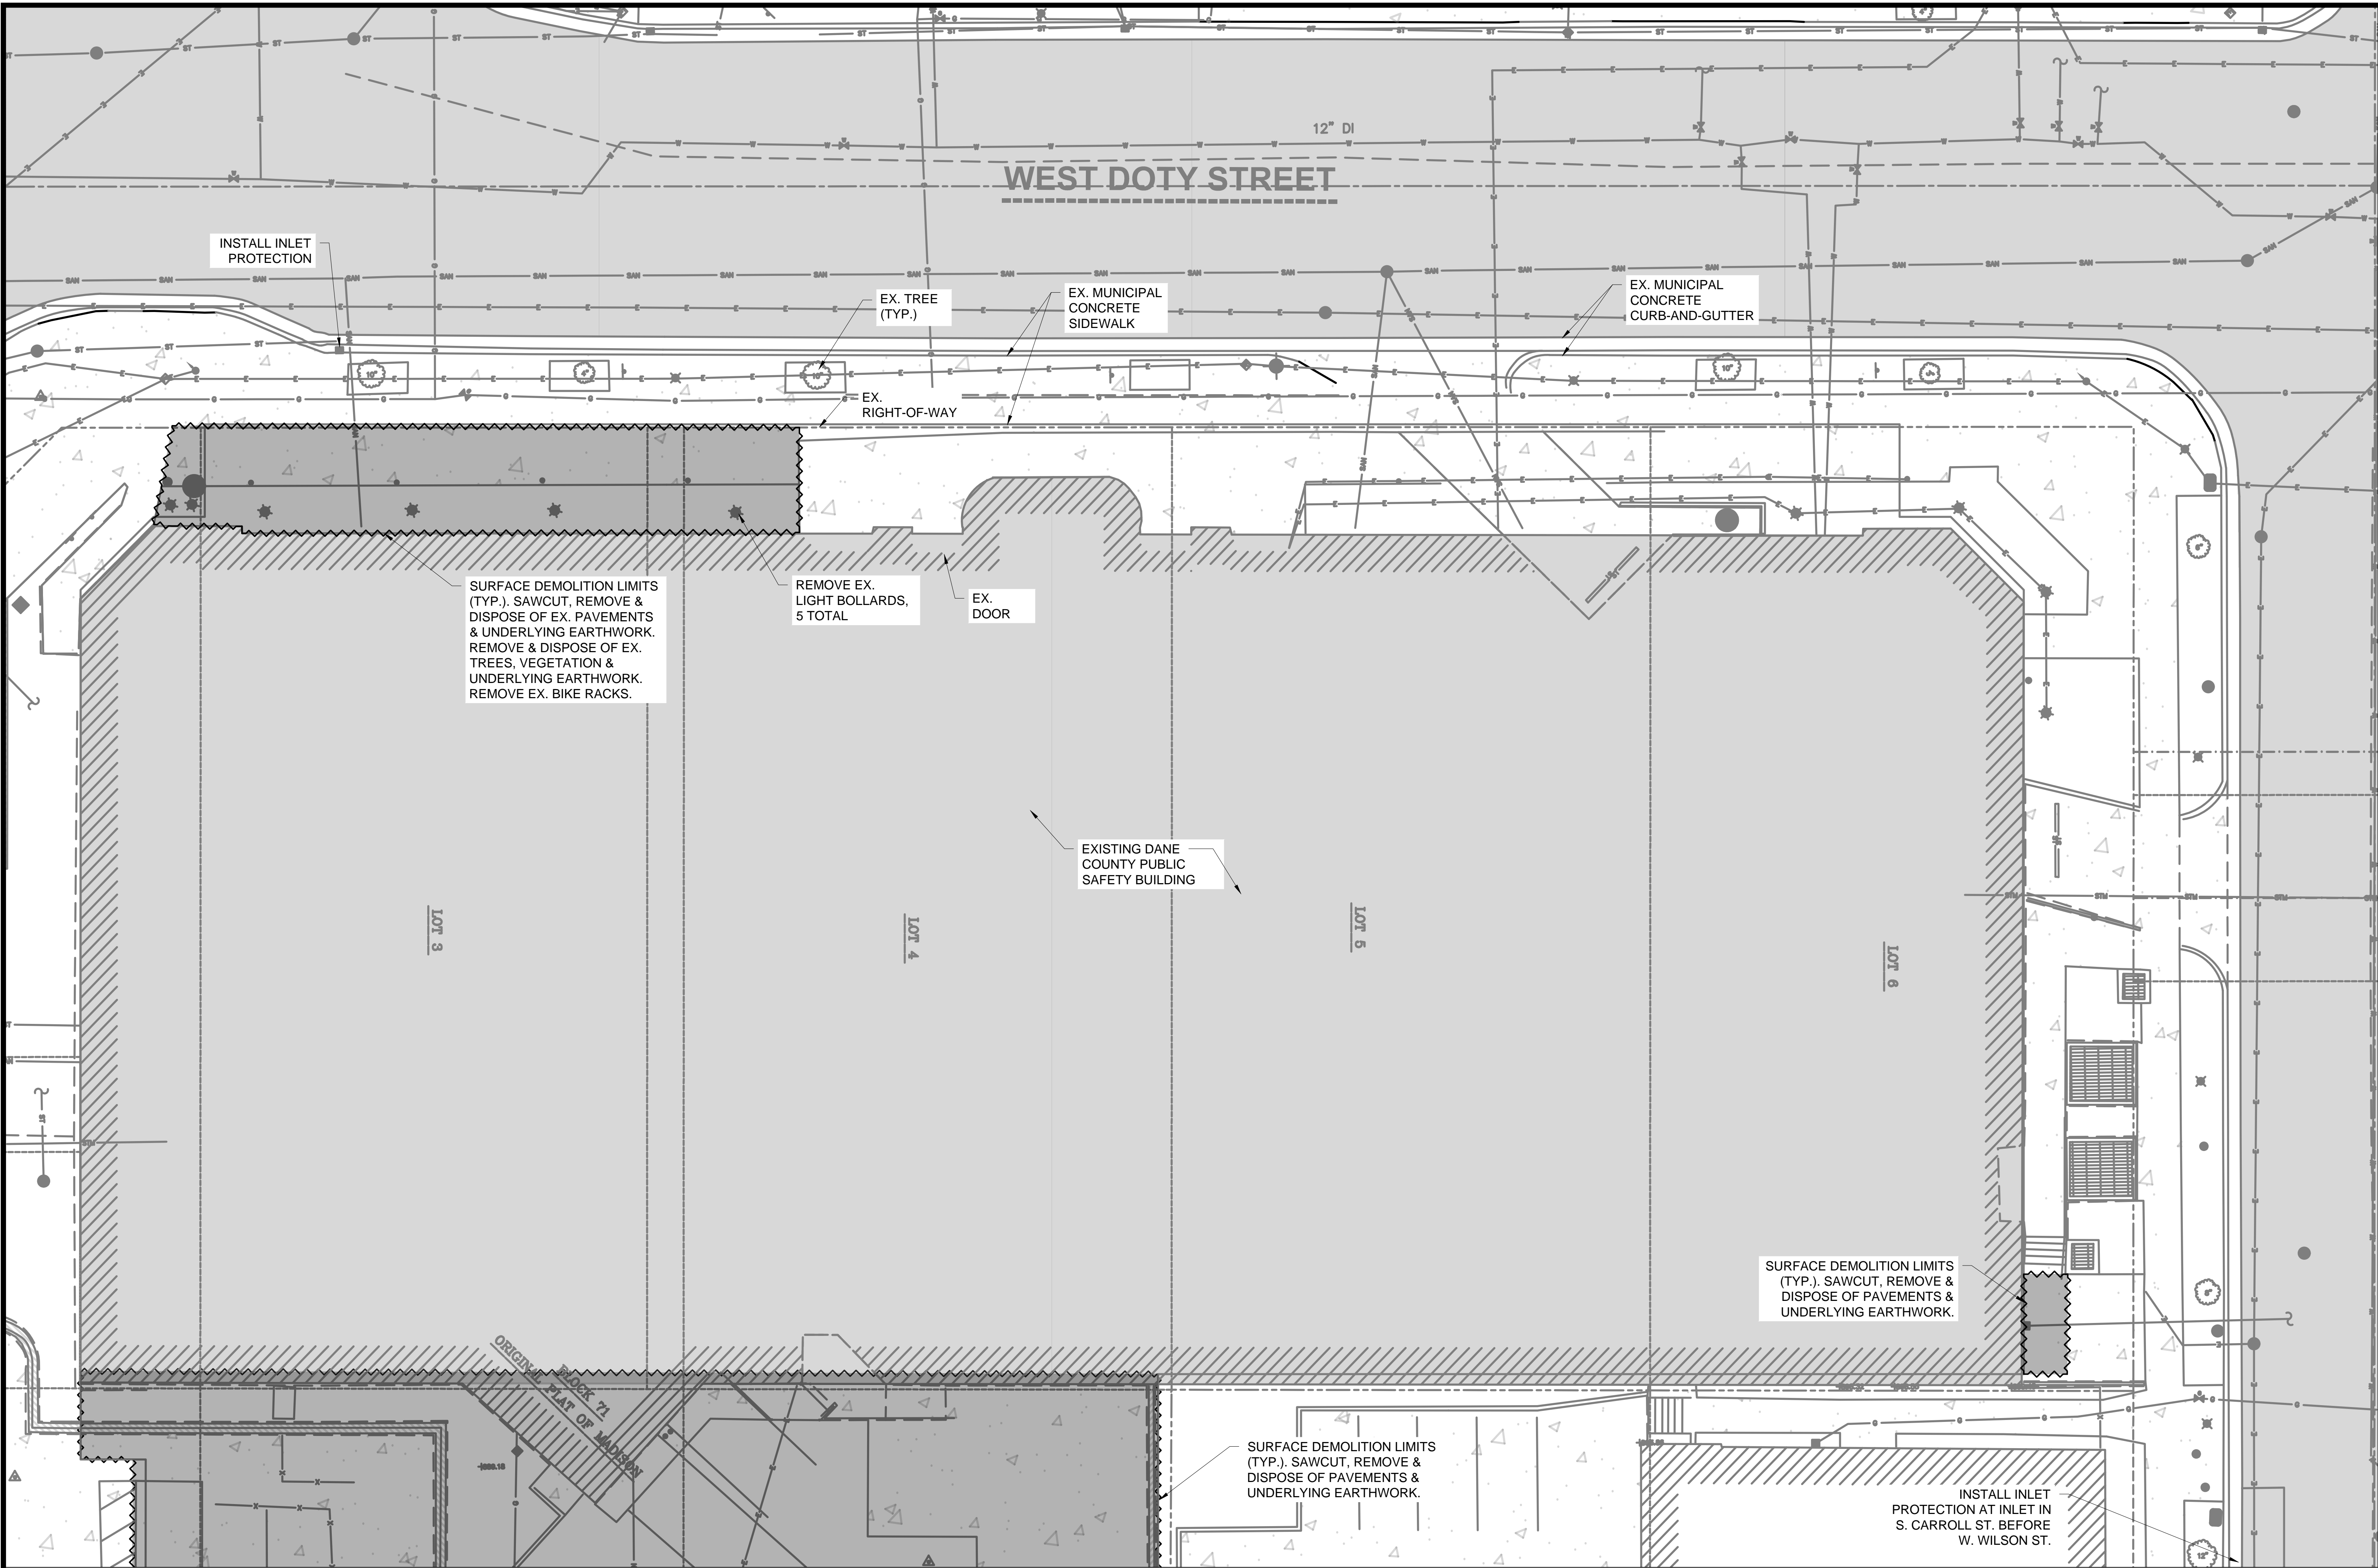 12" DI
WEST DOTY STREET
INSTALL INLET
PROTECTION
EX. TREE
(TYP.)
EX. MUNICIPAL
CONCRETE
SIDEWALK
EX. MUNICIPAL
CONCRETE
CURB-AND-GUTTER
10"
4"
10"
10"
EX.
RIGHT-OF-WAY
SURFACE DEMOLITION LIMITS
(TYP.). SAWCUT, REMOVE &
DISPOSE OF EX. PAVEMENTS
& UNDERLYING EARTHWORK.
REMOVE & DISPOSE OF EX.
TREES, VEGETATION &
UNDERLYING EARTHWORK.
REMOVE EX. BIKE RACKS.
REMOVE EX.
LIGHT BOLLARDS,
5 TOTAL
EX.
DOOR
EXISTING DANE
COUNTY PUBLIC
SAFETY BUILDING
LOT 3
LOT 4
LOT 5
LOT 6
SURFACE DEMOLITION LIMITS
(TYP.). SAWCUT, REMOVE &
DISPOSE OF PAVEMENTS &
UNDERLYING EARTHWORK.
BLOCK 71
ORIGINAL PLAT OF MADISON
SURFACE DEMOLITION LIMITS
(TYP.). SAWCUT, REMOVE &
DISPOSE OF PAVEMENTS &
UNDERLYING EARTHWORK.
INSTALL INLET
PROTECTION AT INLET IN
S. CARROLL ST. BEFORE
W. WILSON ST.
12"